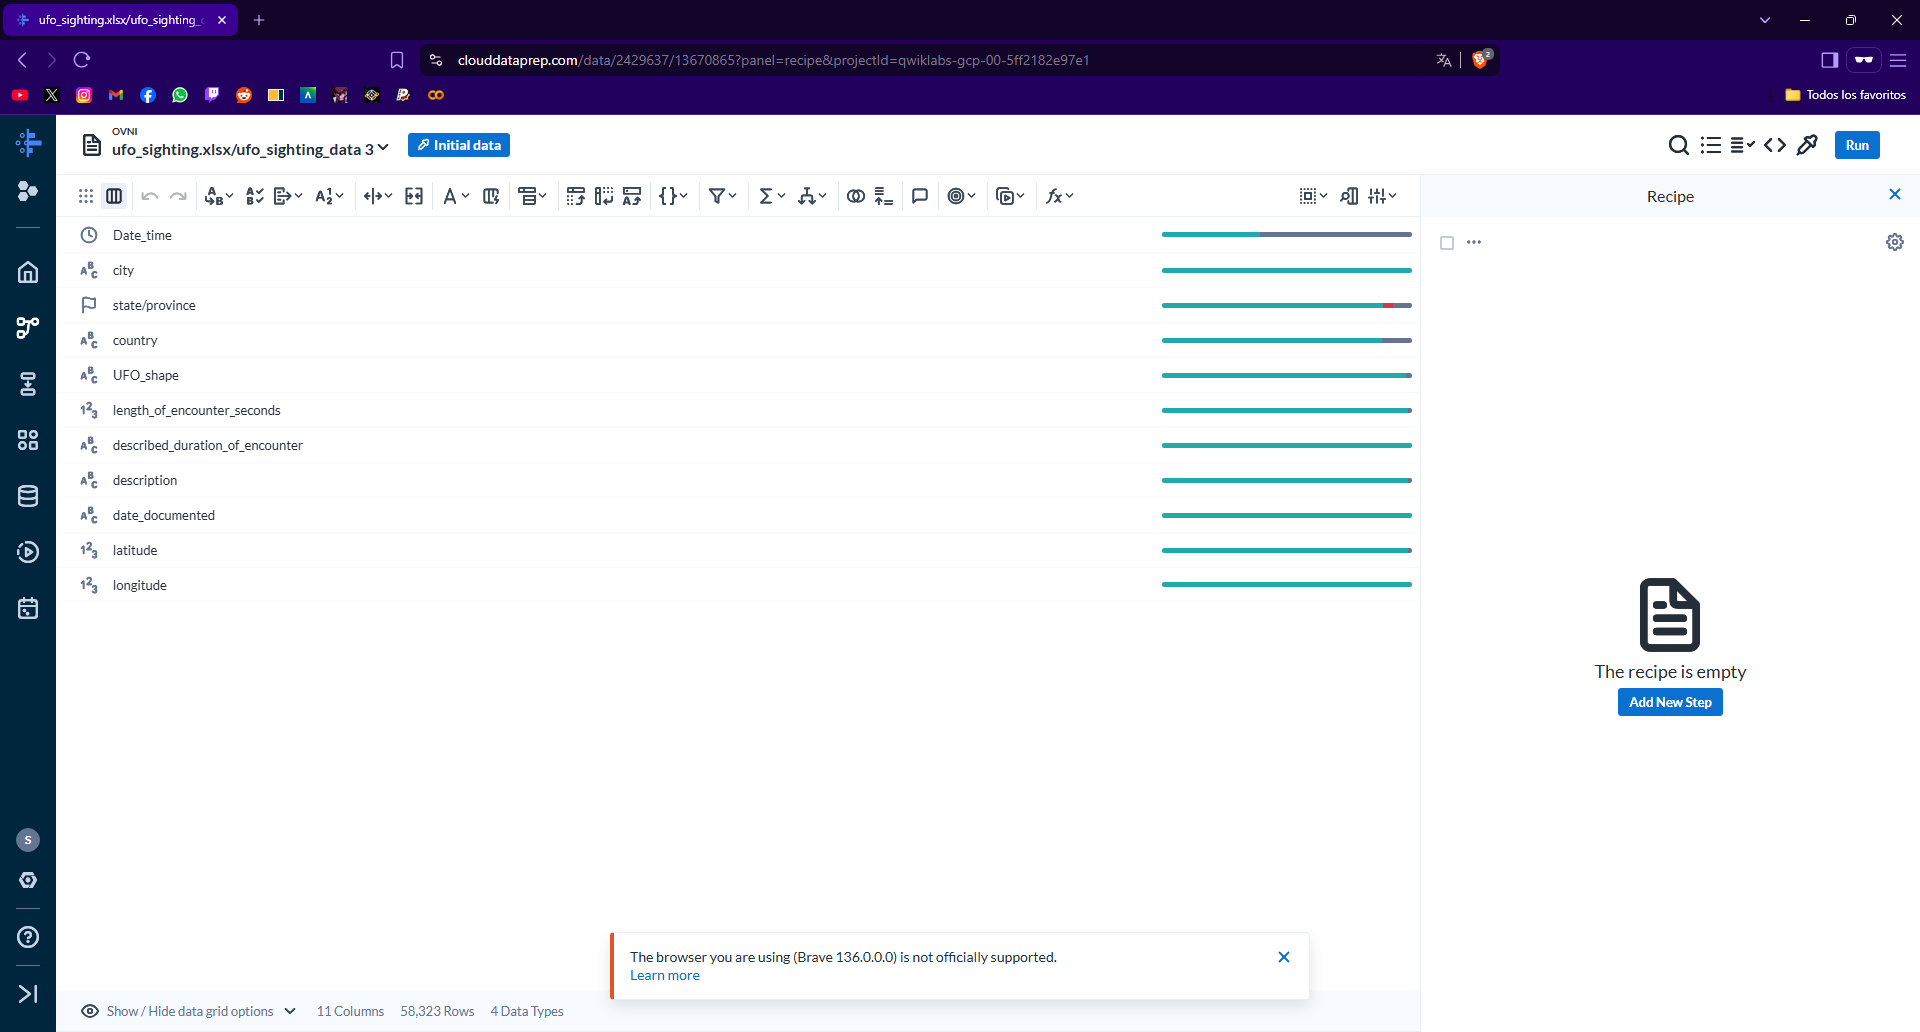 ufo_sighting.xlsx/ufo_sighting_
clouddataprep.com/data/2429637/13670865?panel=recipe&projectId=qwiklabs-gcp-00-5ff2182e97e1
2
Todos los favoritos
OVNI
ufo_sighting.xlsx/ufo_sighting_data 3
Initial data
Run
Recipe
Date_time
city
state/province
country
UFO_shape
length_of_encounter_seconds
described_duration_of_encounter
description
date_documented
latitude
longitude
The recipe is empty
Add New Step
S
The browser you are using (Brave 136.0.0.0) is not officially supported.
Learn more
Show / Hide data grid options
11 Columns
58,323 Rows
4 Data Types